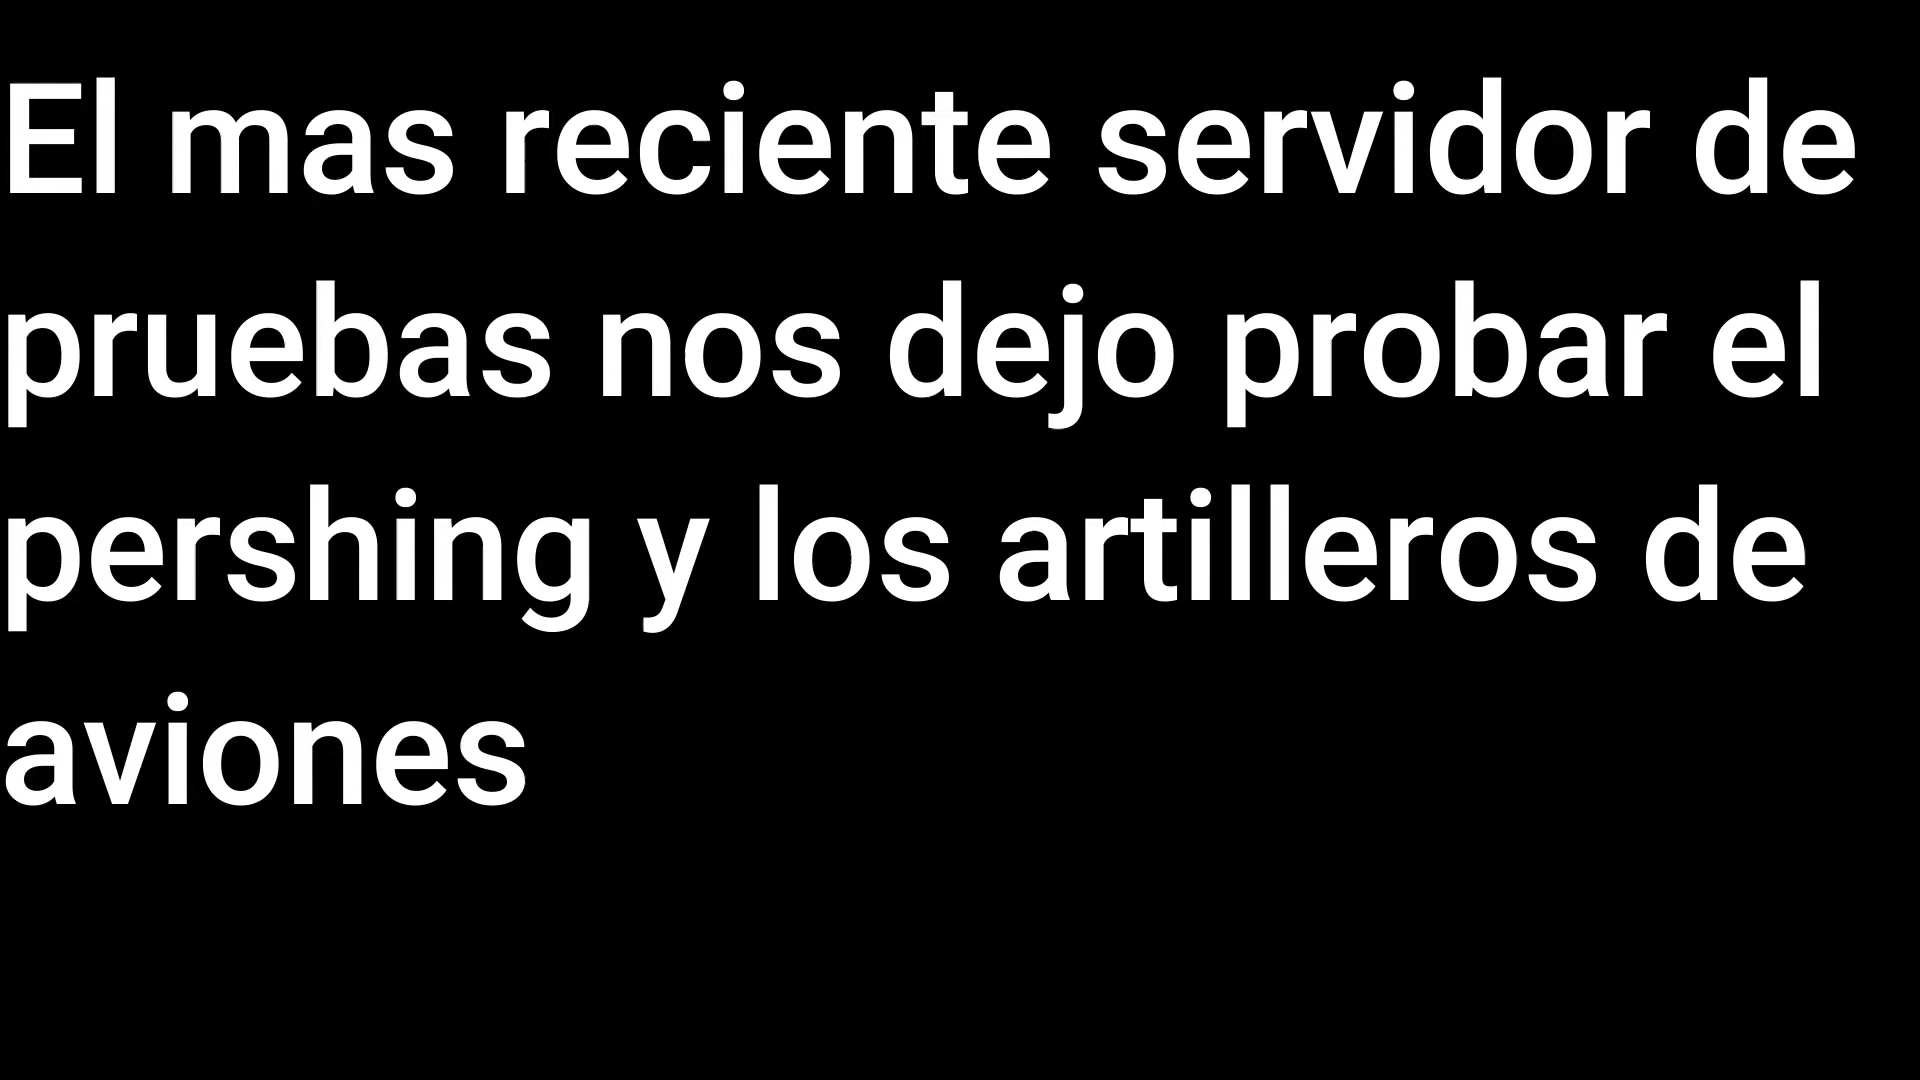 El mas reciente servidor de
pruebas nos dejo probar el
pershing y los artilleros de
aviones